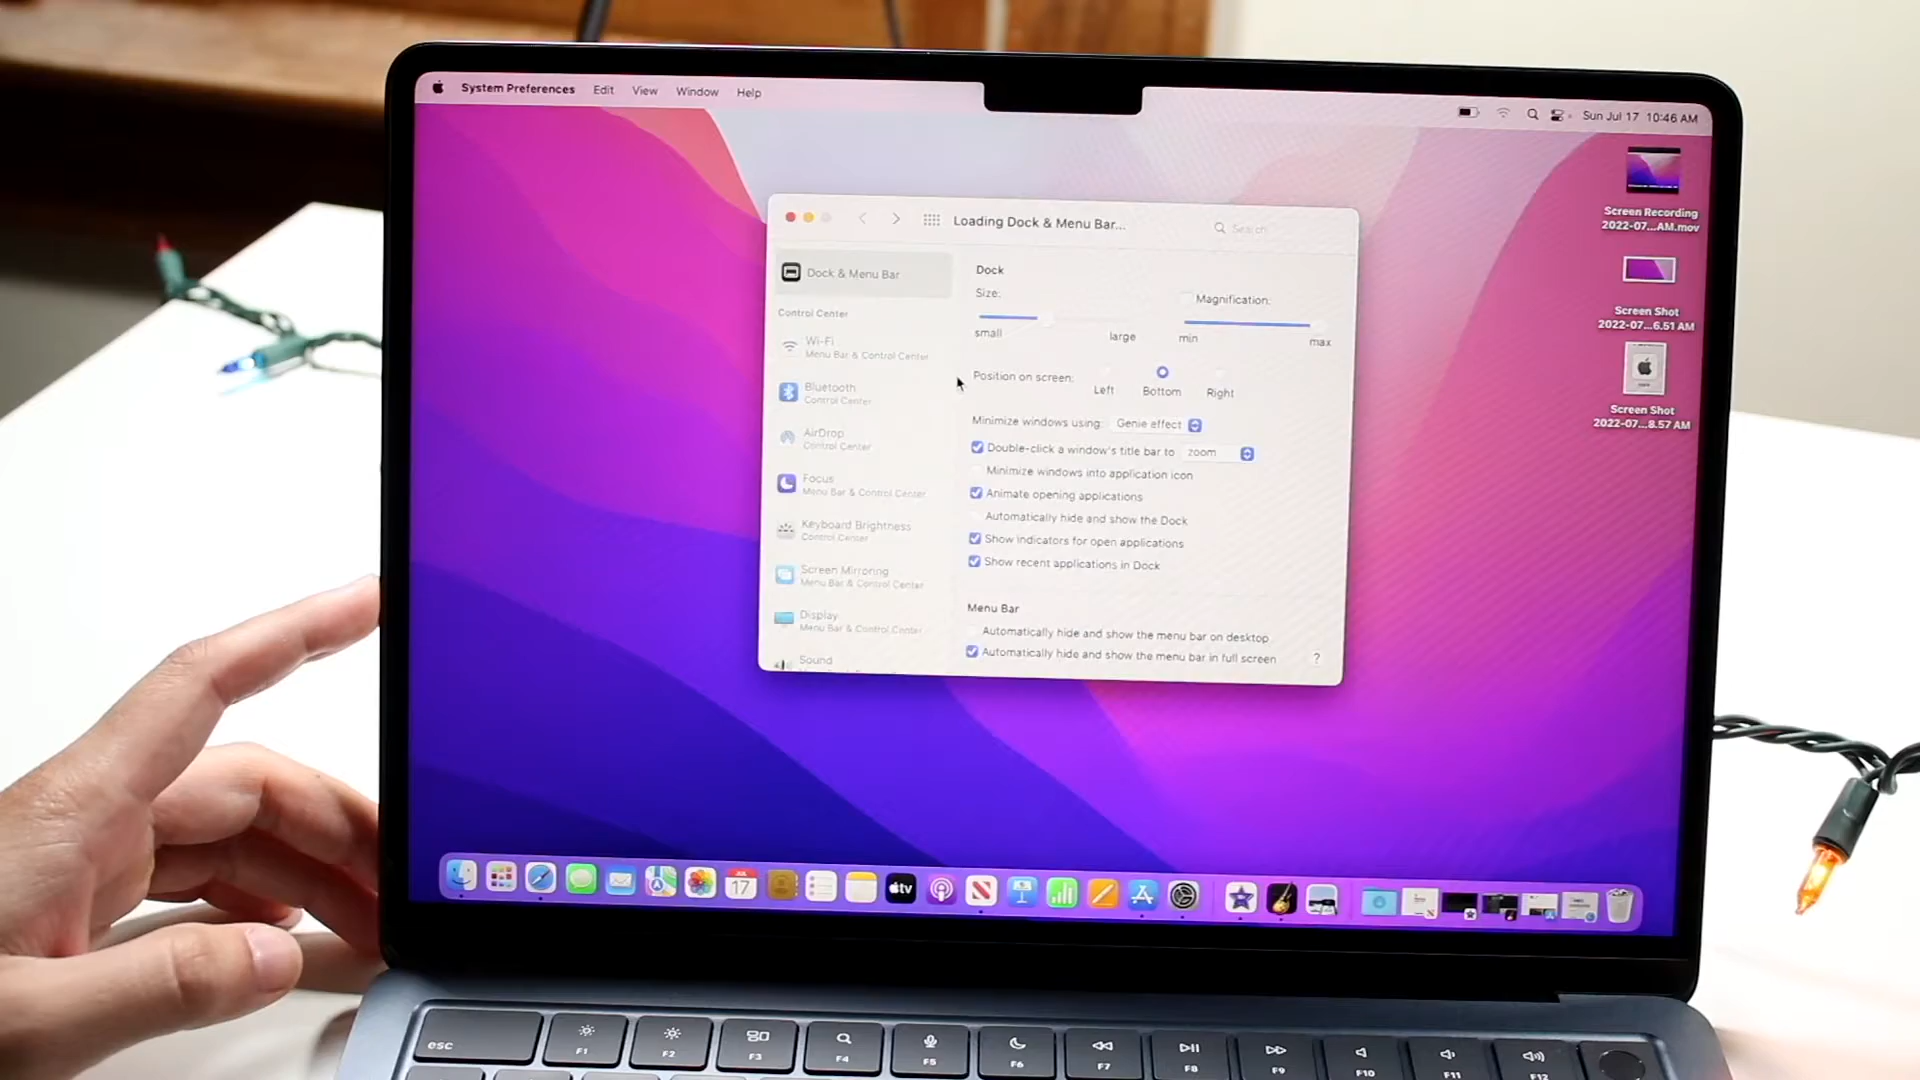 System Preferences Edit View Window Help
Sun Jul 17 10:46 AM
Screen Recording
2022-07...AM.mov
Screen Shot
2022-07...6.51 AM
Screen Shot
2022-07...8.57 AM
Loading Dock & Menu Bar...
Search
Dock & Menu Bar
Control Center
Wi-Fi
Menu Bar & Control Center
Bluetooth
Control Center
AirDrop
Control Center
Focus
Menu Bar & Control Center
Keyboard Brightness
Control Center
Screen Mirroring
Menu Bar & Control Center
Display
Menu Bar & Control Center
Sound
Dock
Size:
small large
Magnification:
min max
Position on screen:
Left Bottom Right
Minimize windows using: Genie effect
Double-click a window's title bar to zoom
Minimize windows into application icon
Animate opening applications
Automatically hide and show the Dock
Show indicators for open applications
Show recent applications in Dock
Menu Bar
Automatically hide and show the menu bar on desktop
Automatically hide and show the menu bar in full screen
?
JUL
17
tv
esc F1 F2 F3 F4 F5 F6 F7 F8 F9 F10 F11 F12